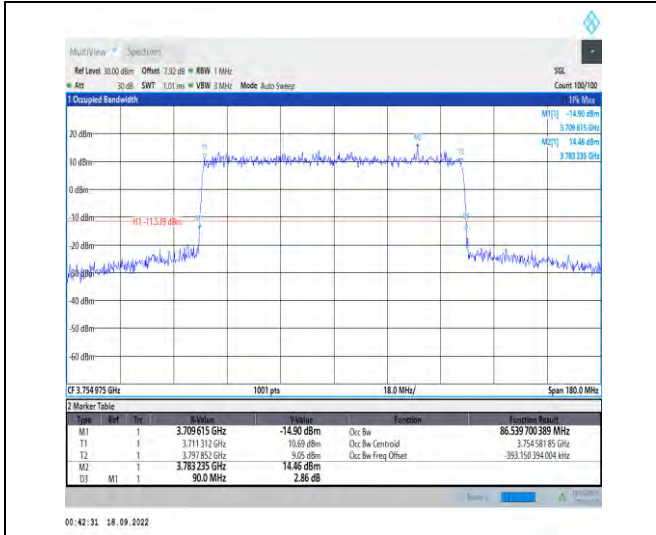 MultiView Spectrum
Ref Level 30.00 dBm Offset 7.92 dB RBW 1 MHz SGL
Att 30 dB SWT 1.01 ms VBW 3 MHz Mode Auto Sweep Count 100/100
1 Occupied Bandwidth 1Pk Max
M1[1] -14.90 dBm
3.709 615 GHz
M2[1] 14.46 dBm
3.783 235 GHz
20 dBm
M2
T1
T2
10 dBm
0 dBm
-10 dBm
H1 -11.539 dBm
M1
D3
-20 dBm
-30 dBm
-40 dBm
-50 dBm
-60 dBm
CF 3.754 975 GHz 1001 pts 18.0 MHz/ Span 180.0 MHz
2 Marker Table
Type Ref Trc X-Value Y-Value Function Function Result
M1 1 3.709 615 GHz -14.90 dBm Occ Bw 86.539 700 389 MHz
T1 1 3.711 312 GHz 10.69 dBm Occ Bw Centroid 3.754 581 85 GHz
T2 1 3.797 852 GHz 9.05 dBm Occ Bw Freq Offset -393.150 394 004 kHz
M2 1 3.783 235 GHz 14.46 dBm
D3 M1 1 90.0 MHz 2.86 dB
00:42:31 18.09.2022